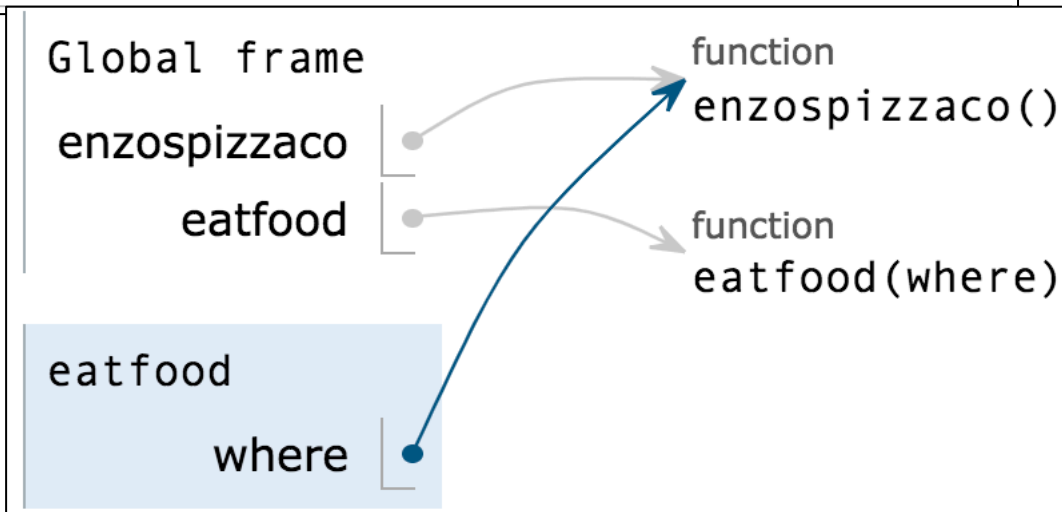 Global frame
enzospizzaco
eatfood
function
enzospizzaco()
function
eatfood(where)
eatfood
where